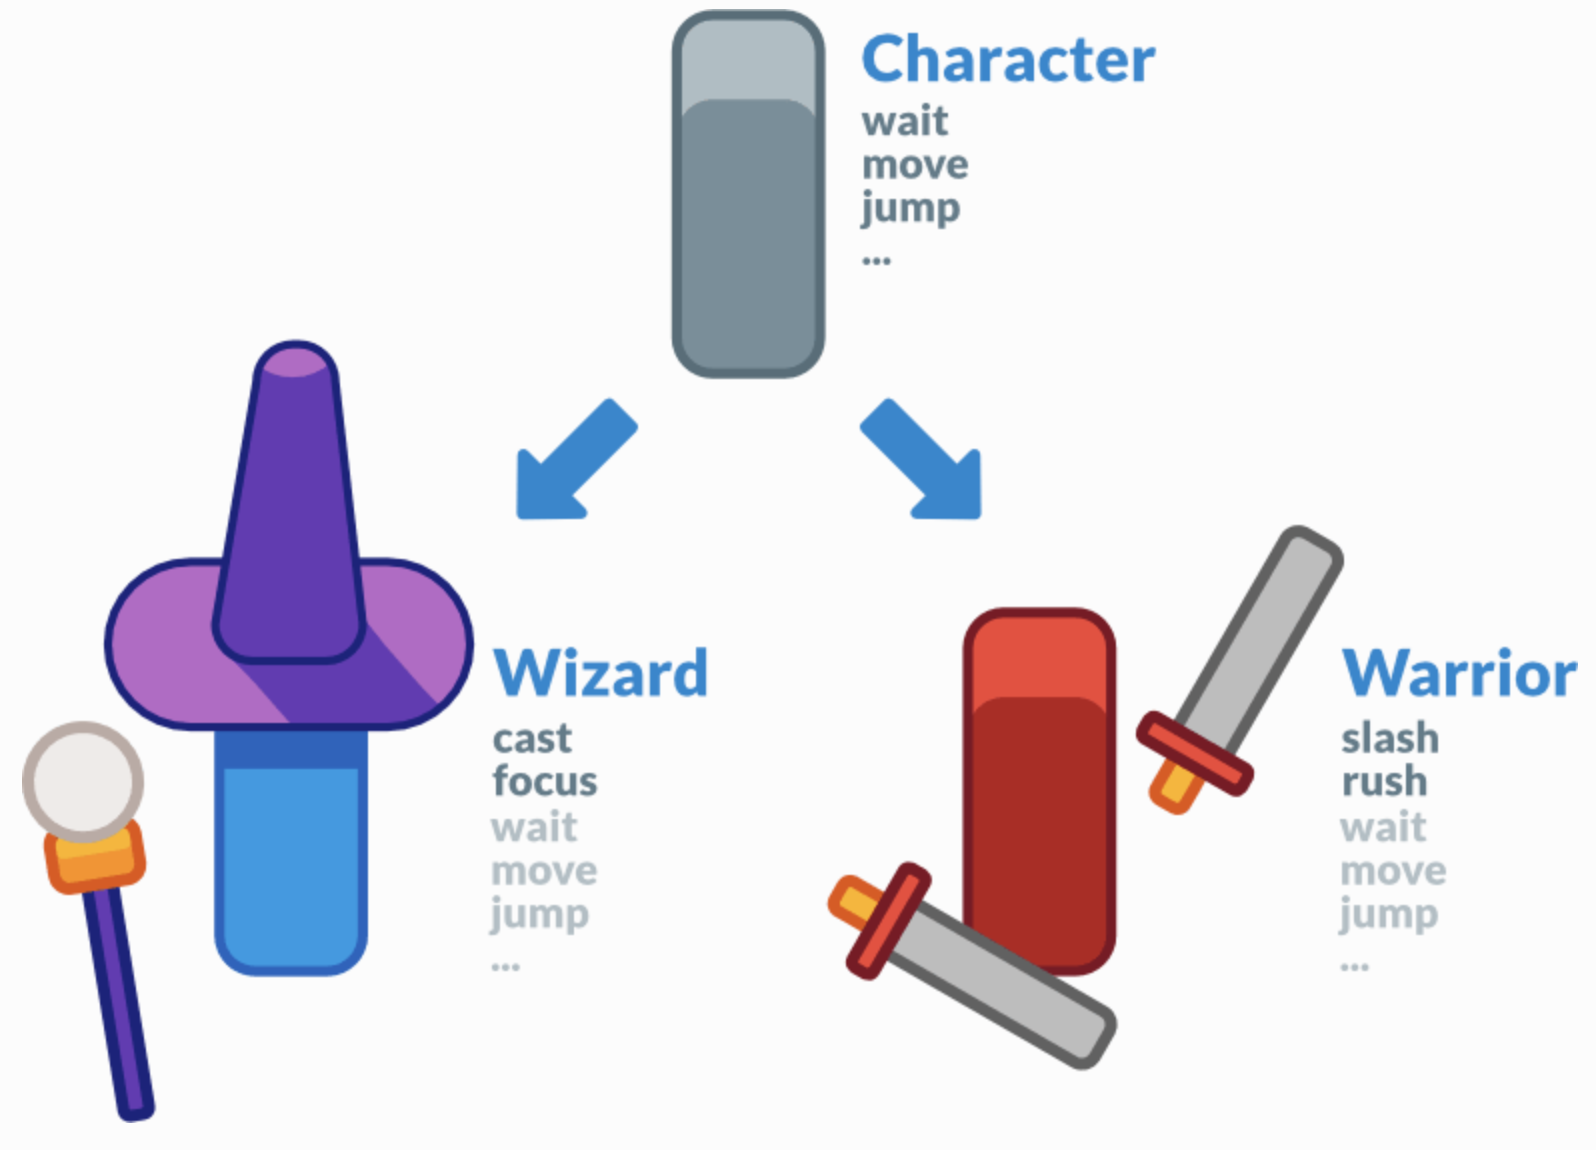 Character
wait
move
jump
...
Wizard
cast
focus
wait
move
jump
...
Warrior
slash
rush
wait
move
jump
...